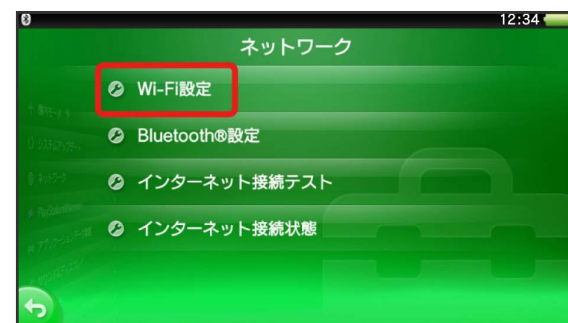 12:34
ネットワーク
Wi-Fi設定
Bluetooth®設定
インターネット接続テスト
インターネット接続状態